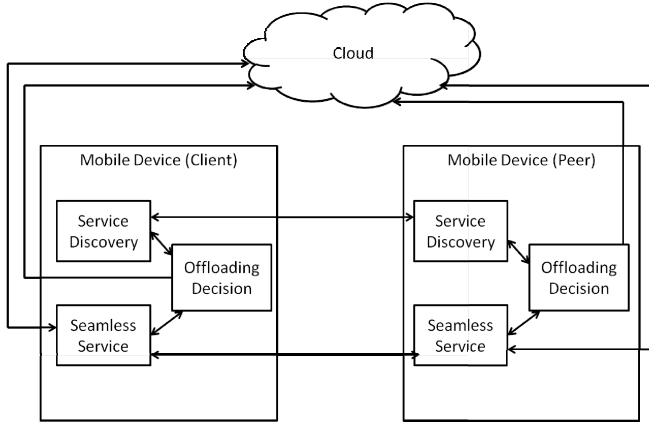 Cloud
Mobile Device (Client)
Mobile Device (Peer)
Service
Discovery
Offloading
Decision
Seamless
Service
Service
Discovery
Offloading
Decision
Seamless
Service